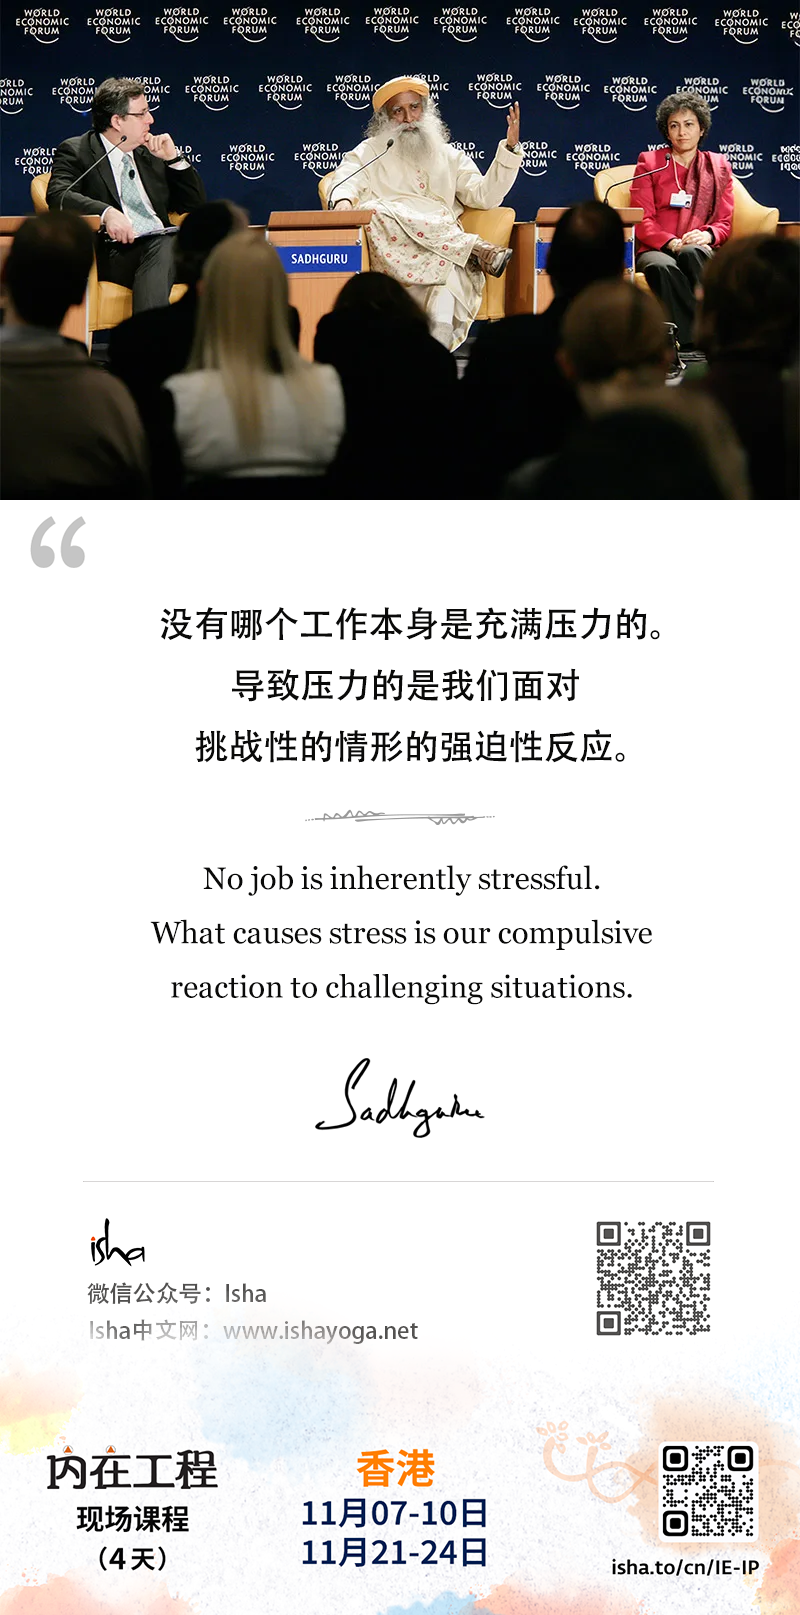 WORLD ECONOMIC FORUM
SADHGURU
“
没有哪个工作本身是充满压力的。
导致压力的是我们面对
挑战性的情形的强迫性反应。
No job is inherently stressful.
What causes stress is our compulsive
reaction to challenging situations.
Sadhguru
isha
微信公众号：Isha
Isha中文网：www.ishayoga.net
内在工程
现场课程
（4天）
香港
11月07-10日
11月21-24日
isha.to/cn/IE-IP